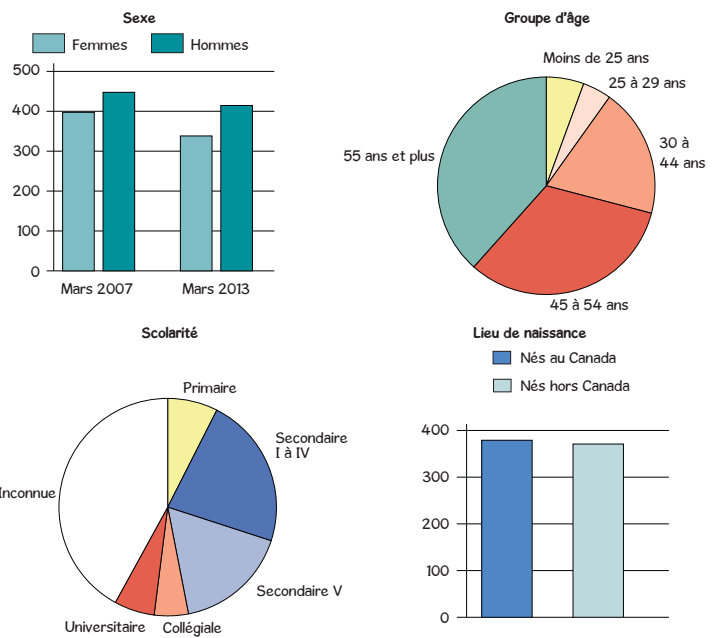 Sexe
Femmes
Hommes
500
400
300
200
100
0
Mars 2007
Mars 2013
Groupe d'âge
Moins de 25 ans
25 à 29 ans
30 à
44 ans
55 ans et plus
45 à 54 ans
Scolarité
Primaire
Secondaire
I à IV
Inconnue
Secondaire V
Universitaire
Collégiale
Lieu de naissance
Nés au Canada
Nés hors Canada
400
300
200
100
0